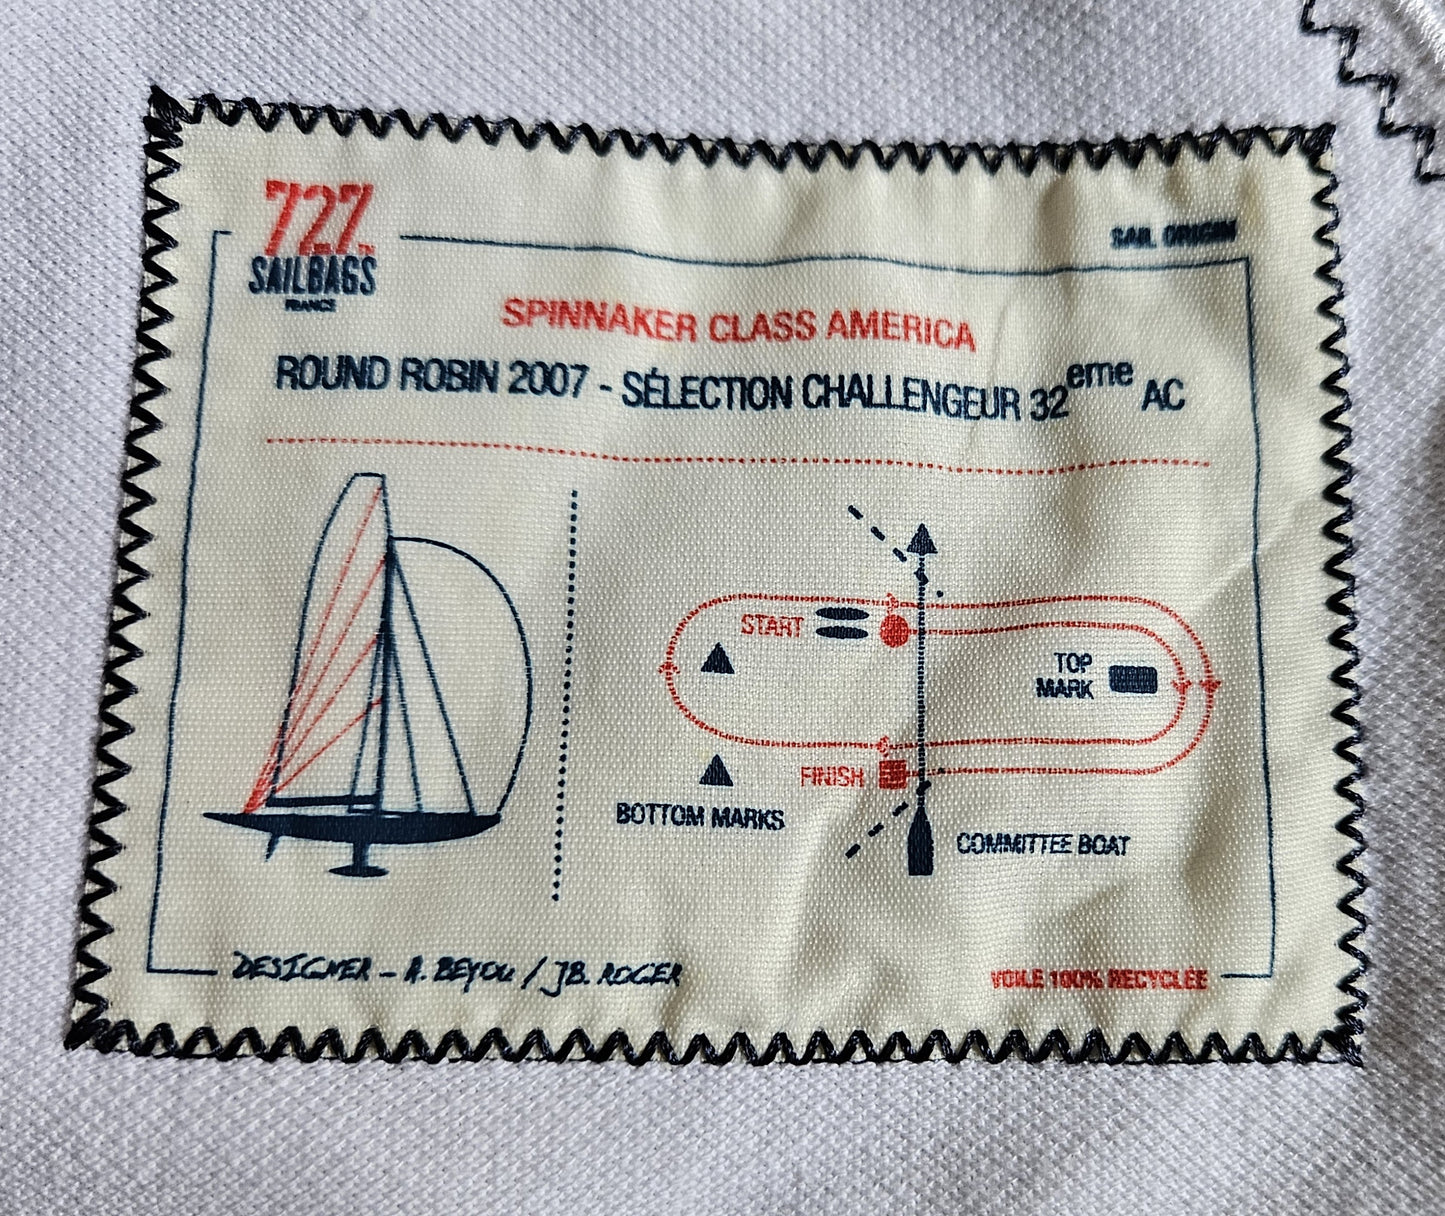 727
SAILBAGS
FRANCE
SAIL ORIGIN
SPINNAKER CLASS AMERICA
ROUND ROBIN 2007 - SÉLECTION CHALLENGEUR 32eme AC
START
TOP
MARK
FINISH
BOTTOM MARKS
COMMITTEE BOAT
DESIGNER - A. BEYOU / JB. ROGER
VOILE 100% RECYCLÉE